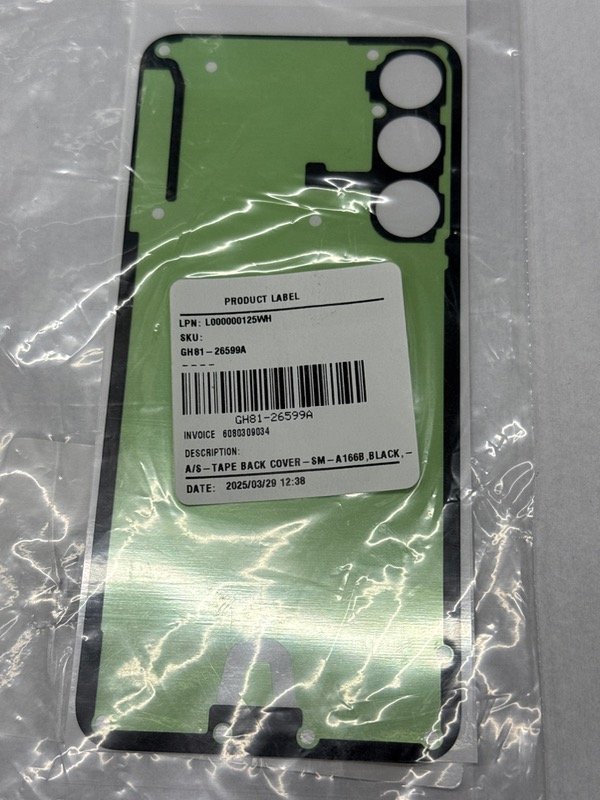 PRODUCT LABEL
LPN: L000000125WH
SKU:
GH81-26599A
----
GH81-26599A
INVOICE 6080309034
DESCRIPTION:
A/S-TAPE BACK COVER-SM-A166B,BLACK,-
DATE: 2025/03/29 12:38